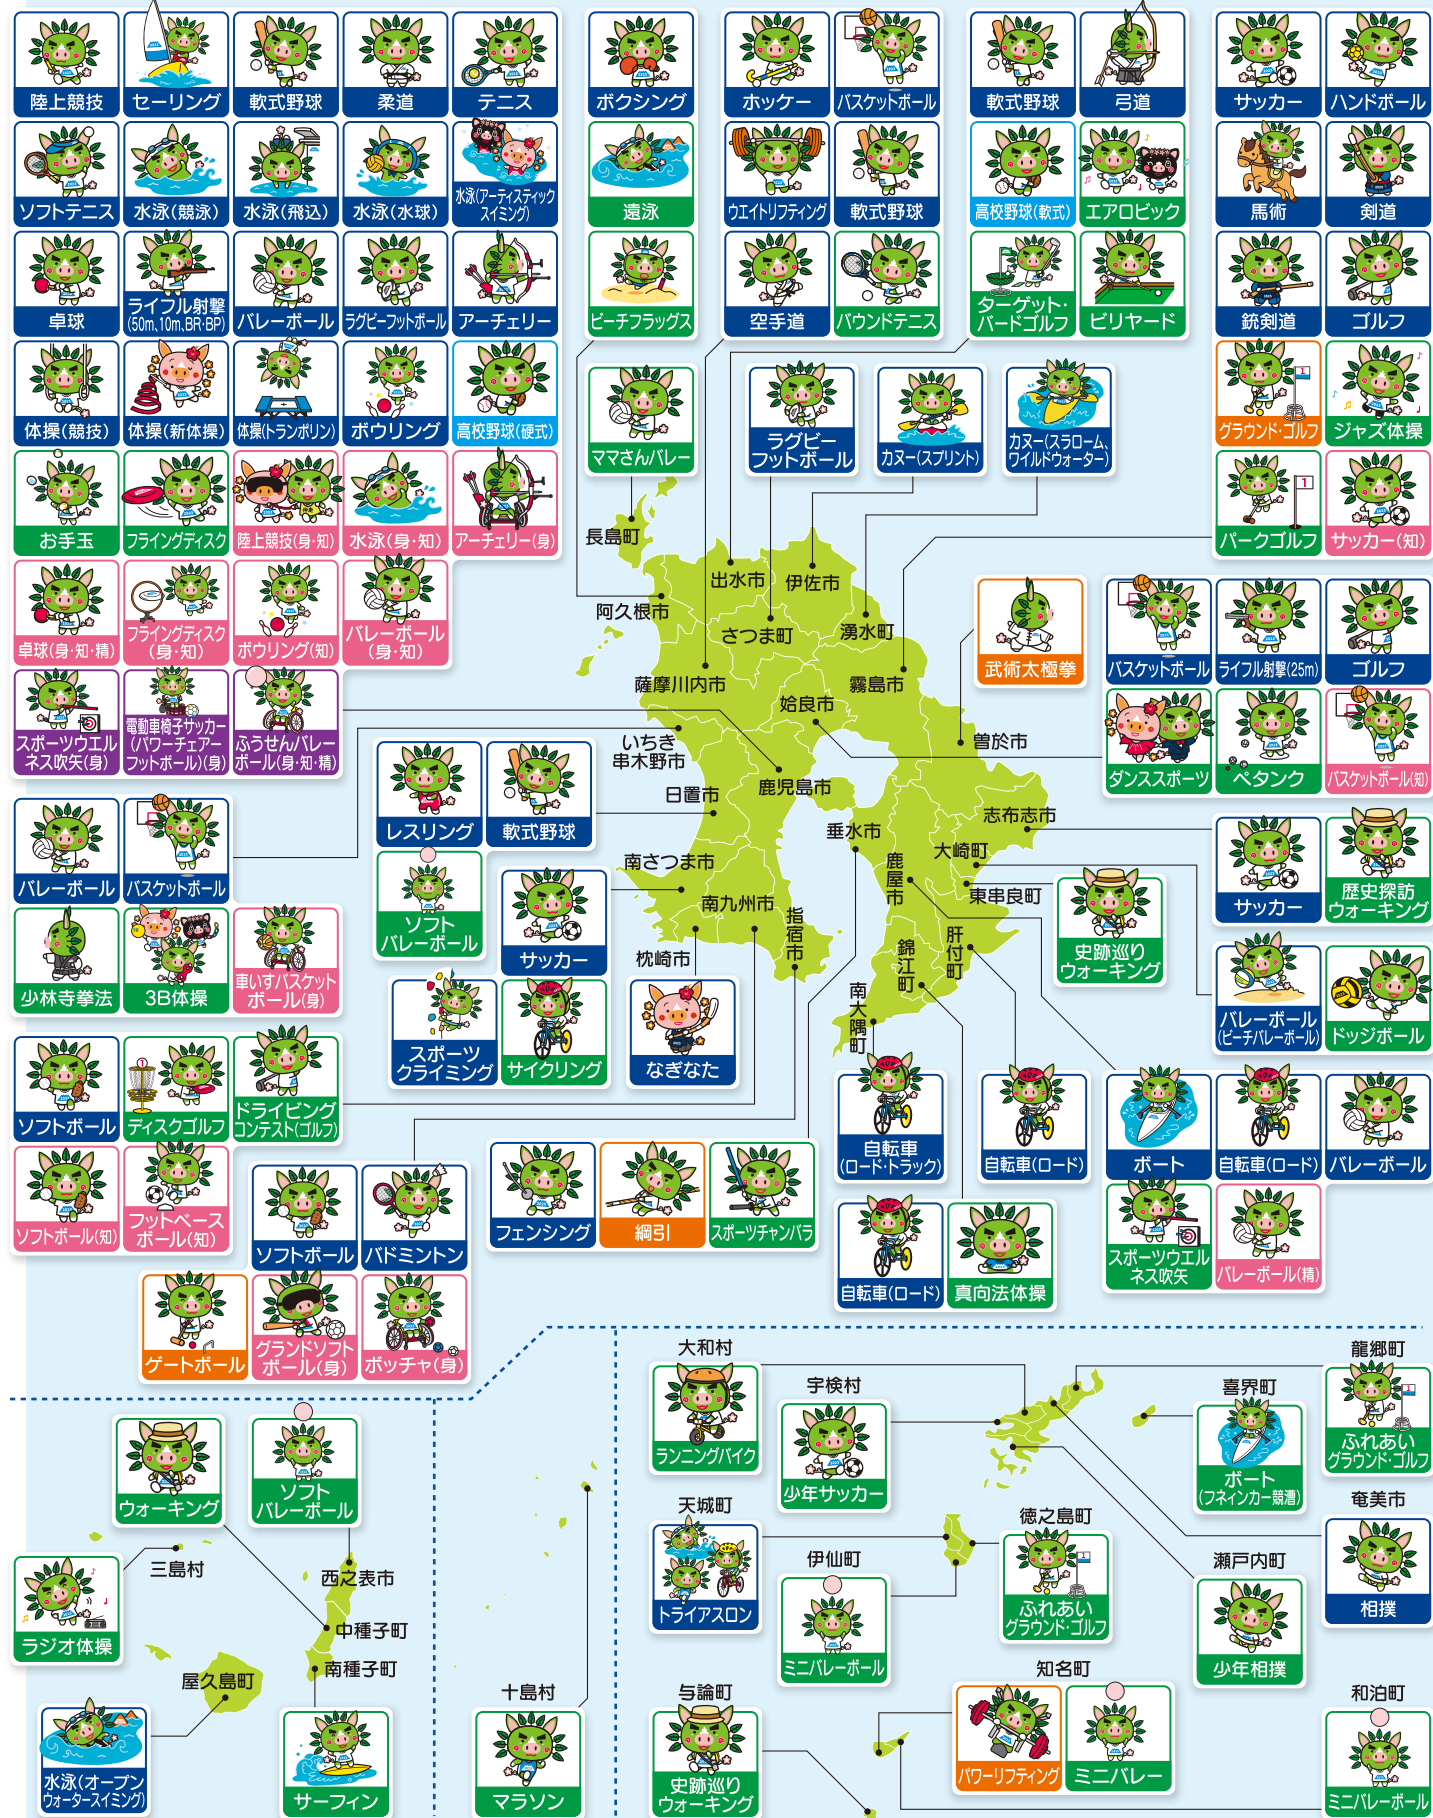 陸上競技
セーリング
軟式野球
柔道
テニス
ソフトテニス
水泳(競泳)
水泳(飛込)
水泳(水球)
水泳(アーティスティック
スイミング)
卓球
ライフル射撃
(50m、10m、BR・BP)
バレーボール
ラグビーフットボール
アーチェリー
体操(競技)
体操(新体操)
体操(トランポリン)
ボウリング
高校野球(硬式)
お手玉
フライングディスク
陸上競技(身・知)
水泳(身・知)
アーチェリー(身)
卓球(身・知・精)
フライングディスク
(身・知)
ボウリング(知)
バレーボール
(身・知)
スポーツウエル
ネス吹矢(身)
電動車椅子サッカー
(パワーチェアー
フットボール)(身)
ふうせんバレー
ボール(身・知・精)
ボクシング
遠泳
ビーチフラッグス
ホッケー
バスケットボール
ウエイトリフティング
軟式野球
空手道
バウンドテニス
軟式野球
弓道
高校野球(軟式)
エアロビック
ターゲット・
バードゴルフ
ビリヤード
サッカー
ハンドボール
馬術
剣道
銃剣道
ゴルフ
グラウンド・ゴルフ
ジャズ体操
パークゴルフ
サッカー(知)
ママさんバレー
ラグビー
フットボール
カヌー(スプリント)
カヌー(スラローム、
ワイルドウォーター)
長島町
出水市
伊佐市
阿久根市
さつま町
湧水町
薩摩川内市
霧島市
姶良市
いちき
串木野市
曽於市
鹿児島市
日置市
志布志市
垂水市
大崎町
南さつま市
鹿屋市
東串良町
南九州市
指宿市
枕崎市
錦江町
肝付町
南大隅町
武術太極拳
バスケットボール
ライフル射撃(25m)
ゴルフ
ダンススポーツ
ペタンク
バスケットボール(知)
バレーボール
バスケットボール
少林寺拳法
3B体操
車いすバスケット
ボール(身)
レスリング
軟式野球
ソフト
バレーボール
サッカー
スポーツ
クライミング
サイクリング
なぎなた
サッカー
歴史探訪
ウォーキング
史跡巡り
ウォーキング
バレーボール
(ビーチバレーボール)
ドッジボール
ソフトボール
ディスクゴルフ
ドライビング
コンテスト(ゴルフ)
ソフトボール(知)
フットベース
ボール(知)
ソフトボール
バドミントン
ゲートボール
グランドソフト
ボール(身)
ボッチャ(身)
フェンシング
綱引
スポーツチャンバラ
自転車
(ロード・トラック)
自転車(ロード)
自転車(ロード)
真向法体操
ボート
自転車(ロード)
バレーボール
スポーツウエル
ネス吹矢
バレーボール(精)
ウォーキング
ソフト
バレーボール
三島村
ラジオ体操
西之表市
中種子町
南種子町
屋久島町
水泳(オープン
ウォータースイミング)
サーフィン
十島村
マラソン
大和村
ランニングバイク
宇検村
少年サッカー
龍郷町
ふれあい
グラウンド・ゴルフ
喜界町
ボート
(フネインカー競漕)
奄美市
相撲
天城町
トライアスロン
伊仙町
ミニバレーボール
徳之島町
ふれあい
グラウンド・ゴルフ
瀬戸内町
少年相撲
与論町
史跡巡り
ウォーキング
知名町
パワーリフティング
ミニバレー
和泊町
ミニバレーボール